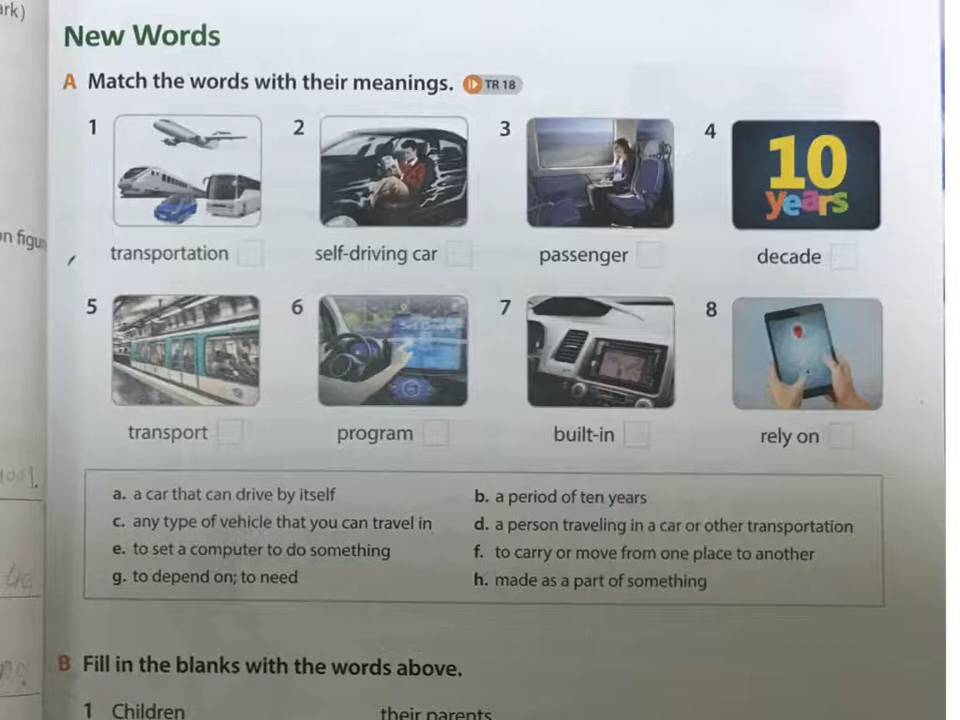 ark)
New Words
A Match the words with their meanings. TR 18
1 2 3 4
10 years
transportation self-driving car passenger decade
5 6 7 8
transport program built-in rely on
a. a car that can drive by itself b. a period of ten years
c. any type of vehicle that you can travel in d. a person traveling in a car or other transportation
e. to set a computer to do something f. to carry or move from one place to another
g. to depend on; to need h. made as a part of something
B Fill in the blanks with the words above.
1 Children their parents